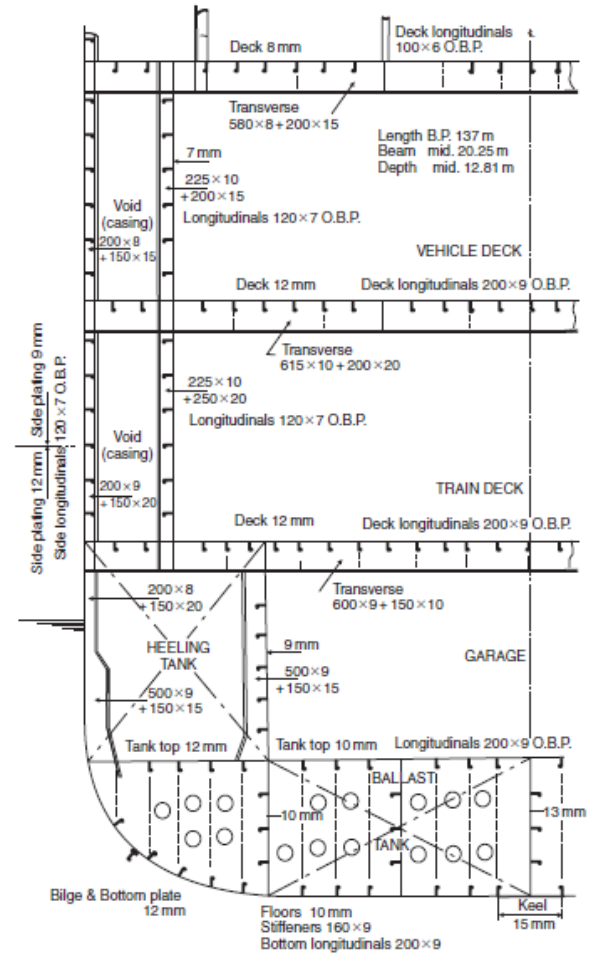 Deck longitudinals
100×6 O.B.P.
Deck 8 mm
Transverse
580×8+200×15
Length B.P. 137 m
Beam mid. 20.25 m
Depth mid. 12.81 m
7 mm
225×10
+200×15
Void
(casing)
Longitudinals 120×7 O.B.P.
200×8
+150×15
VEHICLE DECK
Deck 12 mm
Deck longitudinals 200×9 O.B.P.
Transverse
615×10+200×20
Side plating 12 mm Side plating 9 mm
Side longitudinals 120×7 O.B.P.
225×10
+250×20
Longitudinals 120×7 O.B.P.
Void
(casing)
200×9
+150×20
TRAIN DECK
Deck 12 mm
Deck longitudinals 200×9 O.B.P.
Transverse
600×9+150×10
200×8
+150×20
HEELING
TANK
9 mm
GARAGE
500×9
+150×15
500×9
+150×15
Tank top 12 mm
Tank top 10 mm
Longitudinals 200×9 O.B.P.
BALLAST
TANK
10 mm
13 mm
Bilge & Bottom plate
12 mm
Keel
15 mm
Floors 10 mm
Stiffeners 160×9
Bottom longitudinals 200×9